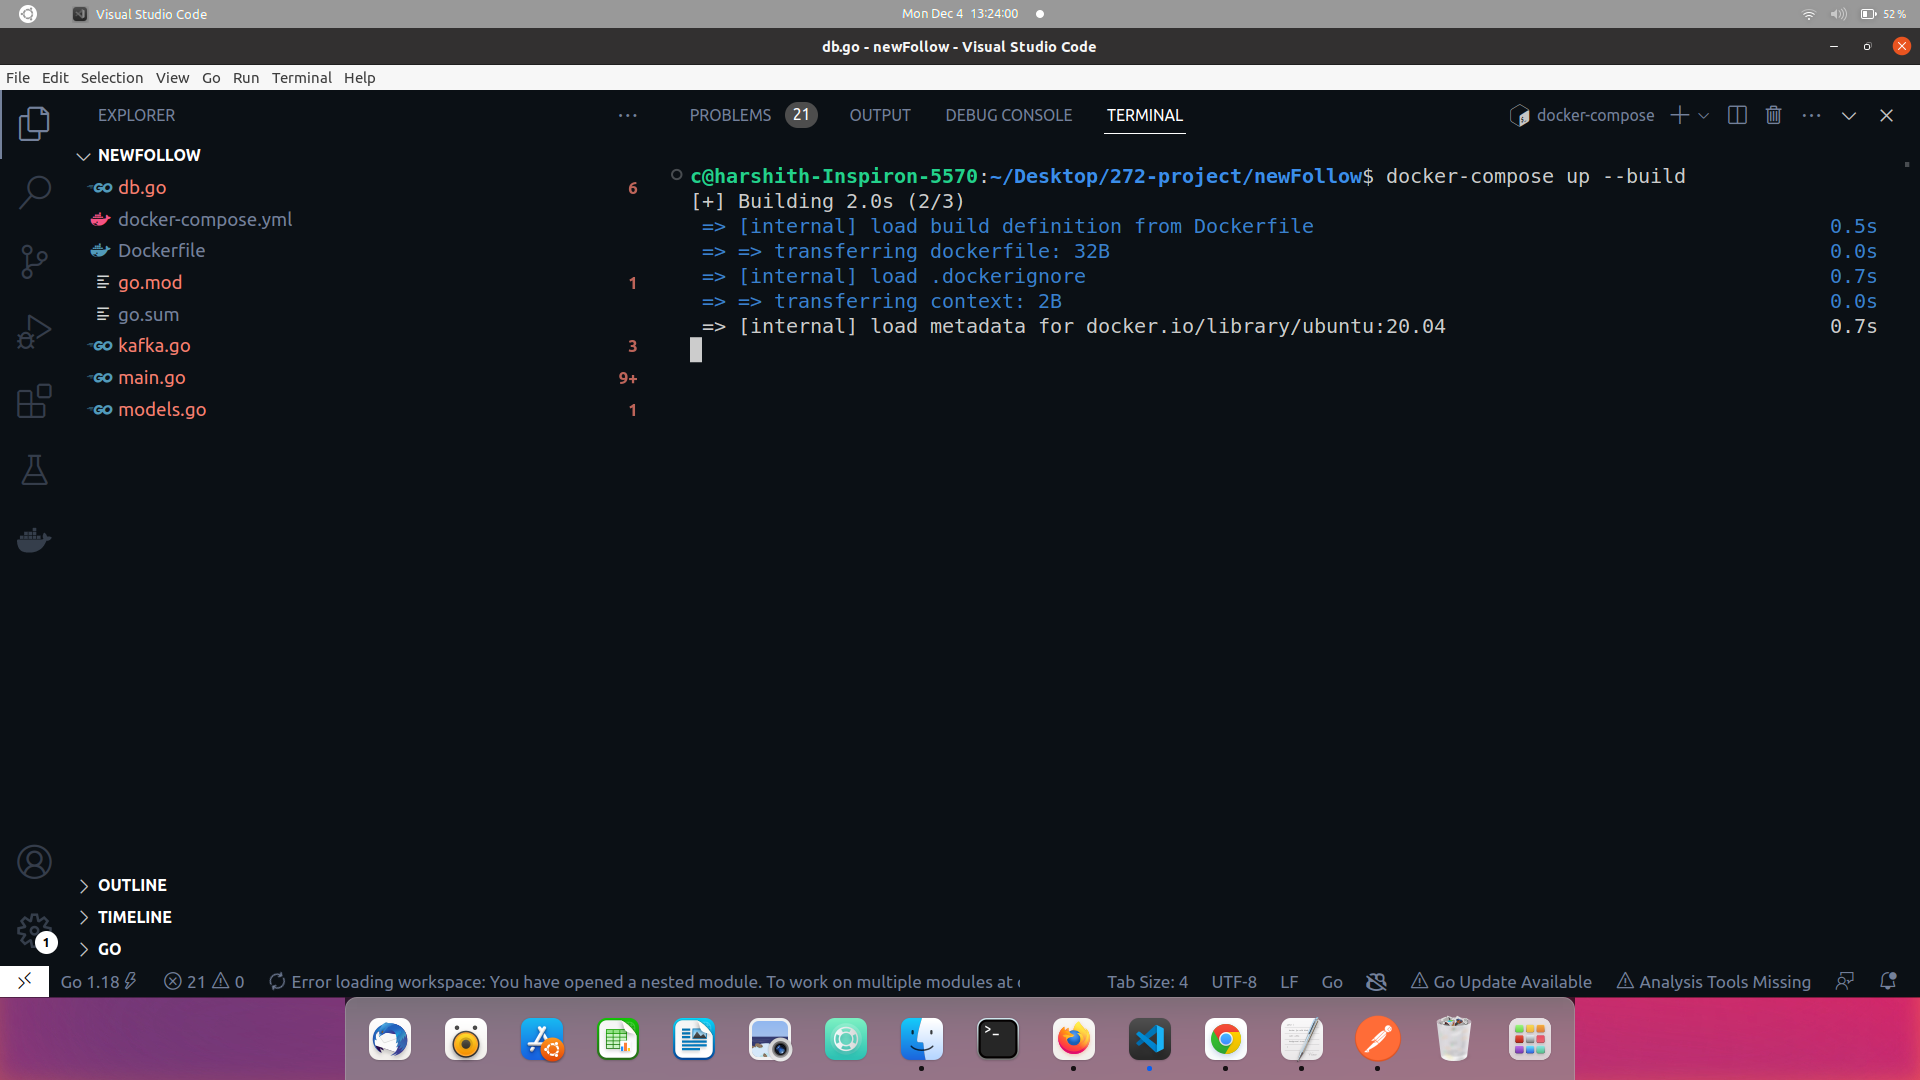 Visual Studio Code
Mon Dec 4 13:24:00
52 %
db.go - newFollow - Visual Studio Code
File Edit Selection View Go Run Terminal Help
EXPLORER
NEWFOLLOW
GO db.go 6
docker-compose.yml
Dockerfile
go.mod 1
go.sum
GO kafka.go 3
GO main.go 9+
GO models.go 1
OUTLINE
TIMELINE
GO
1
PROBLEMS 21 OUTPUT DEBUG CONSOLE TERMINAL
docker-compose
c@harshith-Inspiron-5570:~/Desktop/272-project/newFollow$ docker-compose up --build
[+] Building 2.0s (2/3)
=> [internal] load build definition from Dockerfile 0.5s
=> => transferring dockerfile: 32B 0.0s
=> [internal] load .dockerignore 0.7s
=> => transferring context: 2B 0.0s
=> [internal] load metadata for docker.io/library/ubuntu:20.04 0.7s
Go 1.18 21 0 Error loading workspace: You have opened a nested module. To work on multiple modules at
Tab Size: 4 UTF-8 LF Go Go Update Available Analysis Tools Missing
>_